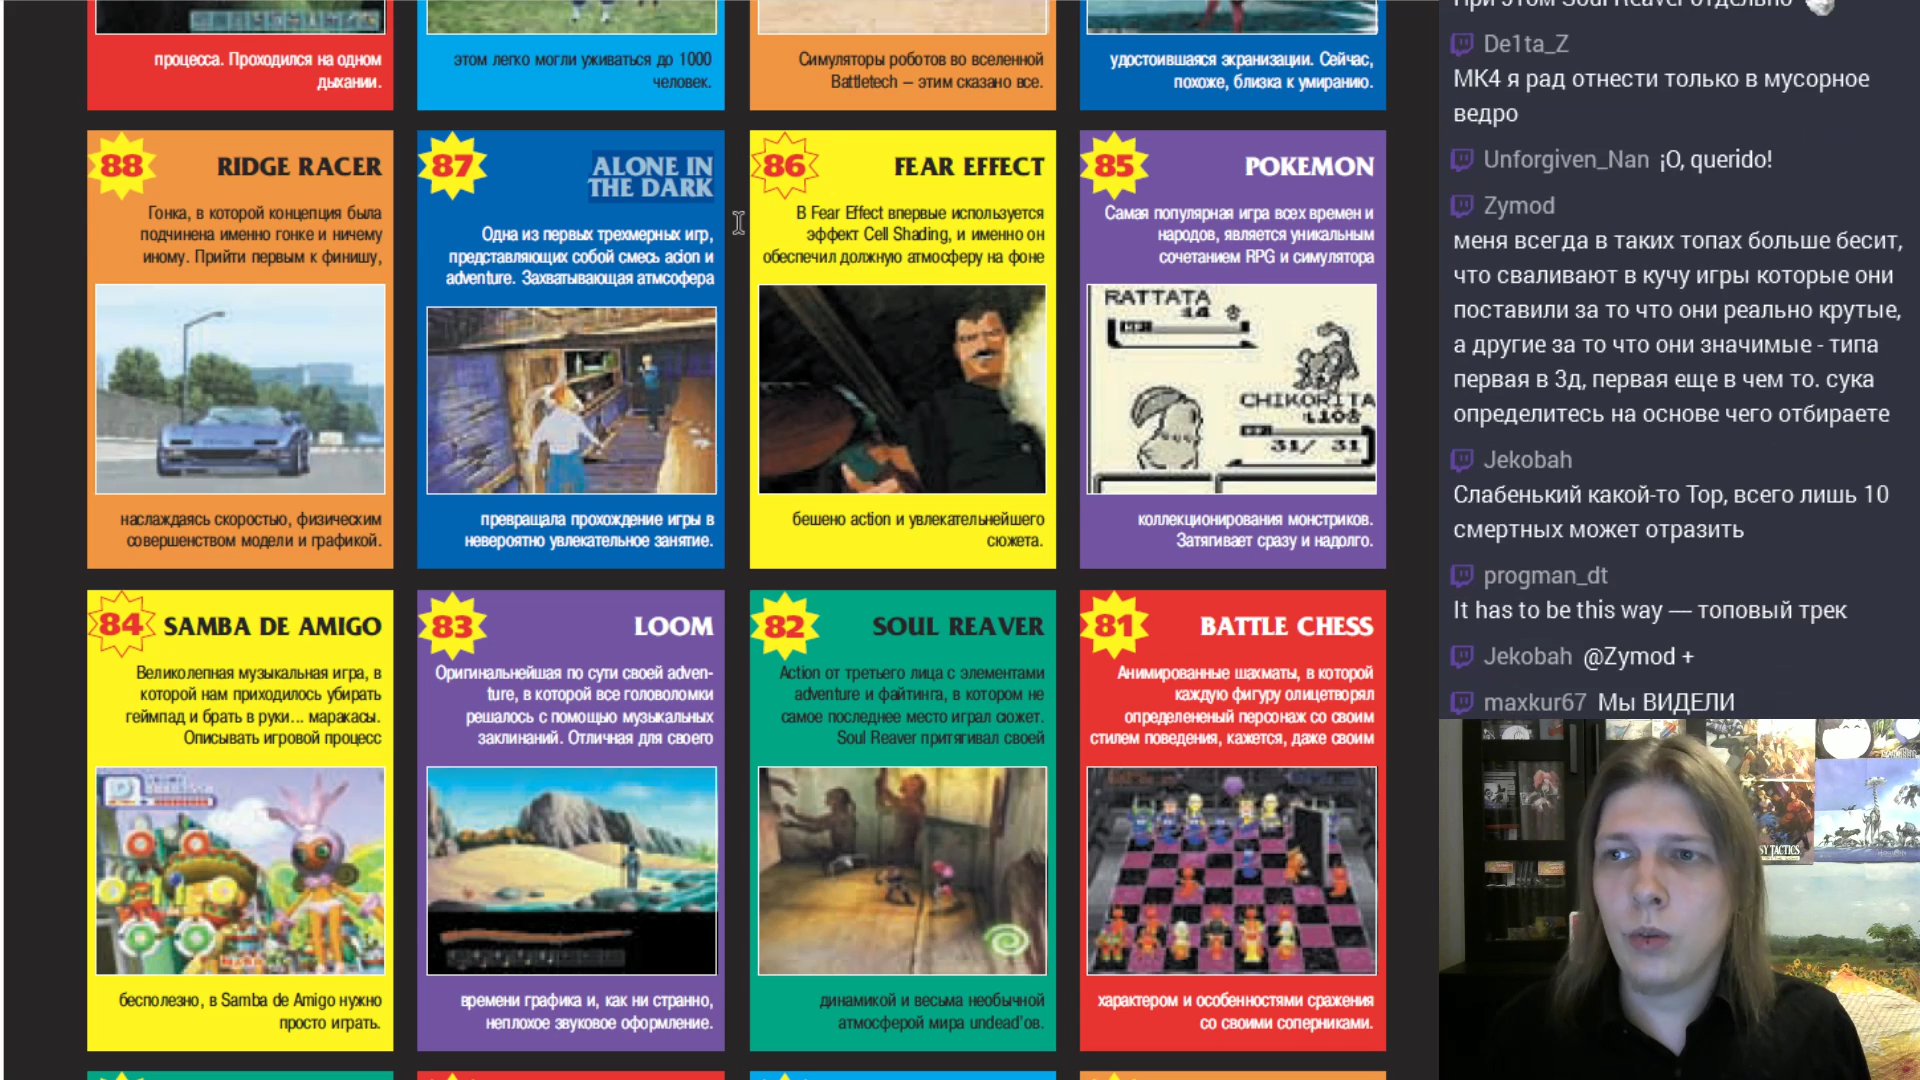 процесса. Проходился на одном
дыхании.
этом легко могли уживаться до 1000
человек.
Симуляторы роботов во вселенной
Battletech – этим сказано все.
удостоившаяся экранизации. Сейчас,
похоже, близка к умиранию.
88
RIDGE RACER
Гонка, в которой концепция была
подчинена именно гонке и ничему
иному. Прийти первым к финишу,
наслаждаясь скоростью, физическим
совершенством модели и графикой.
87
ALONE IN
THE DARK
Одна из первых трехмерных игр,
представляющих собой смесь acion и
adventure. Захватывающая атмсофера
превращала прохождение игры в
невероятно увлекательное занятие.
86
FEAR EFFECT
В Fear Effect впервые используется
эффект Cell Shading, и именно он
обеспечил должную атмосферу на фоне
бешено action и увлекательнейшего
сюжета.
85
POKEMON
Самая популярная игра всех времен и
народов, является уникальным
сочетанием RPG и симулятора
RATTATA
CHIKORITA
31/ 31
коллекционирования монстриков.
Затягивает сразу и надолго.
84
SAMBA DE AMIGO
Великолепная музыкальная игра, в
которой нам приходилось убирать
геймпад и брать в руки... маракасы.
Описывать игровой процесс
бесполезно, в Samba de Amigo нужно
просто играть.
83
LOOM
Оригинальнейшая по сути своей adven-
ture, в которой все головоломки
решалось с помощью музыкальных
заклинаний. Отличная для своего
времени графика и, как ни странно,
неплохое звуковое оформление.
82
SOUL REAVER
Action от третьего лица с элементами
adventure и файтинга, в котором не
самое последнее место играл сюжет.
Soul Reaver притягивал своей
динамикой и весьма необычной
атмосферой мира undead'ов.
81
BATTLE CHESS
Анимированные шахматы, в которой
каждую фигуру олицетворял
определененый персонаж со своим
стилем поведения, кажется, даже своим
характером и особенностями сражения
со своими соперниками.
При этом Soul Reaver отдельно
De1ta_Z
МК4 я рад отнести только в мусорное
ведро
Unforgiven_Nan ¡O, querido!
Zymod
меня всегда в таких топах больше бесит,
что сваливают в кучу игры которые они
поставили за то что они реально крутые,
а другие за то что они значимые - типа
первая в 3д, первая еще в чем то. сука
определитесь на основе чего отбираете
Jekobah
Слабенький какой-то Top, всего лишь 10
смертных может отразить
progman_dt
It has to be this way — топовый трек
Jekobah @Zymod +
maxkur67 Мы ВИДЕЛИ
SY TACTICS